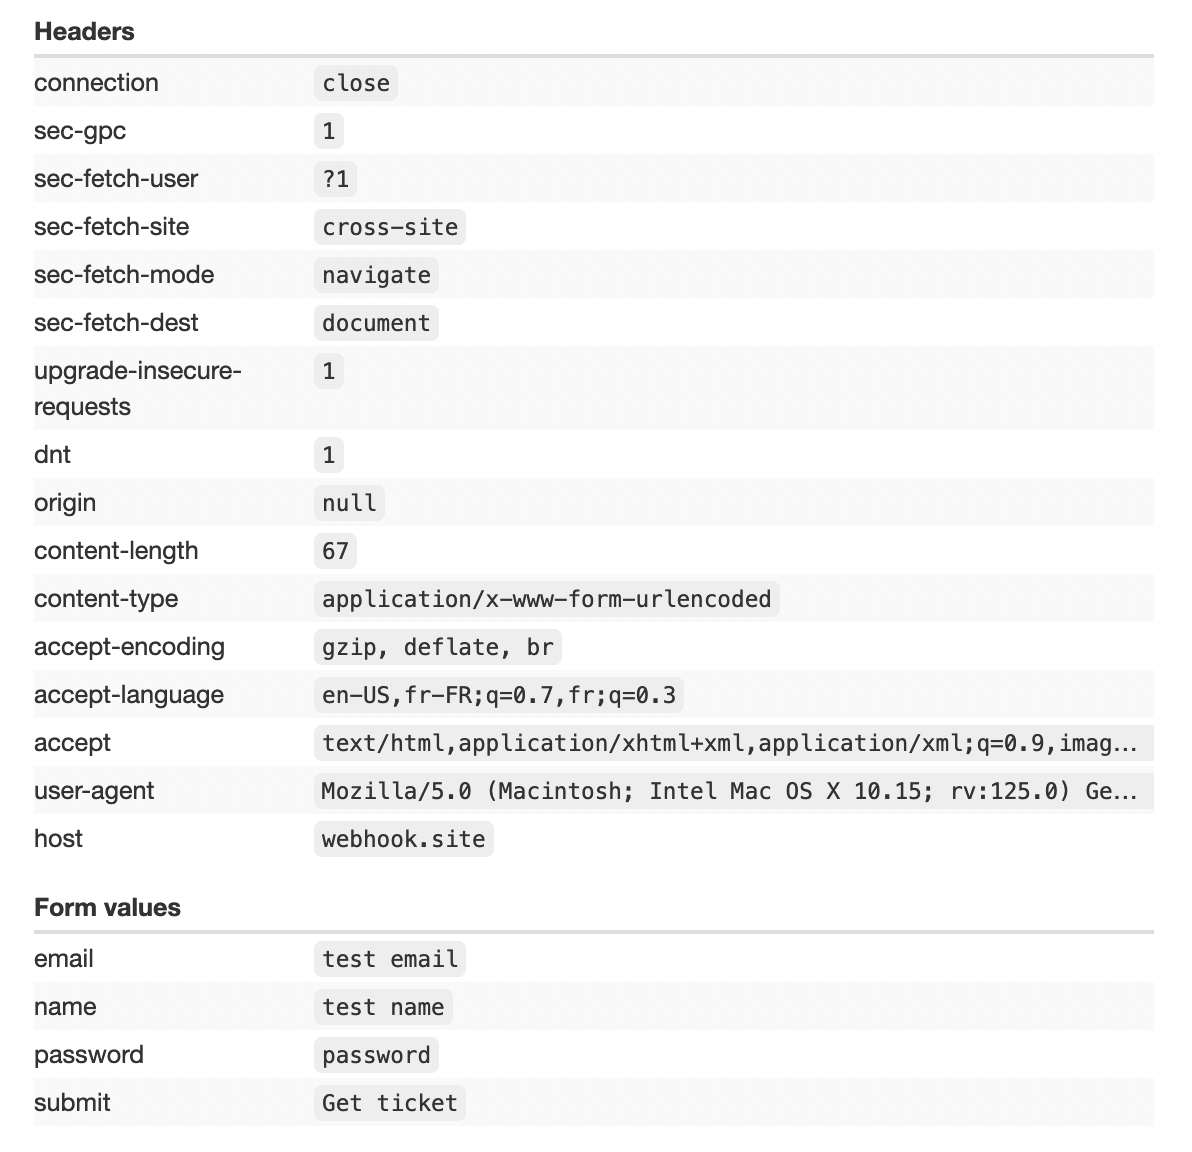 Headers
connection close
sec-gpc 1
sec-fetch-user ?1
sec-fetch-site cross-site
sec-fetch-mode navigate
sec-fetch-dest document
upgrade-insecure- 1
requests
dnt 1
origin null
content-length 67
content-type application/x-www-form-urlencoded
accept-encoding gzip, deflate, br
accept-language en-US,fr-FR;q=0.7,fr;q=0.3
accept text/html,application/xhtml+xml,application/xml;q=0.9,imag...
user-agent Mozilla/5.0 (Macintosh; Intel Mac OS X 10.15; rv:125.0) Ge...
host webhook.site
Form values
email test email
name test name
password password
submit Get ticket